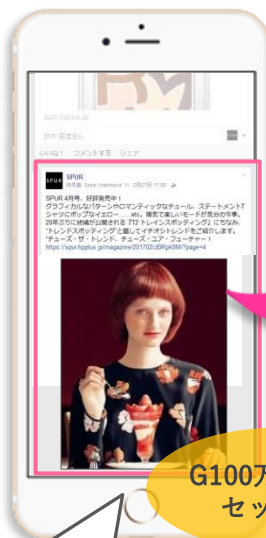 spur.hpplus.jp
いいね！ コメントする シェア
SPUR
SPUR
SPUR 4月号、好評発売中！
グラフィカルなパターンやロマンティックなチュール、ステートメントT
シャツにポップなイエロー……etc。陽気で楽しいモードが気分の今季。
20年ぶりに続編が公開される『T2 トレインスポッティング』にちなみ、
"トレンドスポッティング"と題してイチオシトレンドをご紹介します。
"チューズ・ザ・トレンド、チューズ・ユア・フューチャー！
G100万
セッ